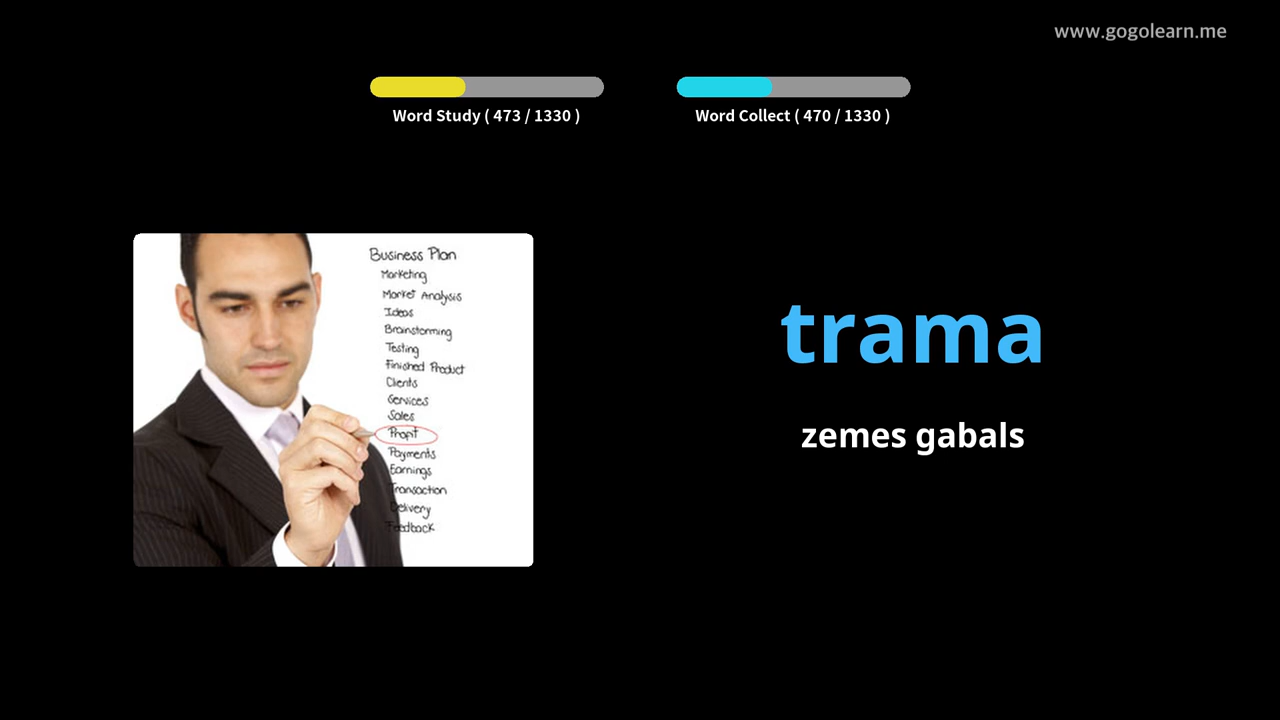 www.gogolearn.me
Word Study ( 473 / 1330 )
Word Collect ( 470 / 1330 )
Business Plan
Marketing
Market Analysis
Ideas
Brainstorming
Testing
Finished Product
Clients
Services
Sales
Profit
Payments
Earnings
Transaction
Delivery
Feedback
trama
zemes gabals